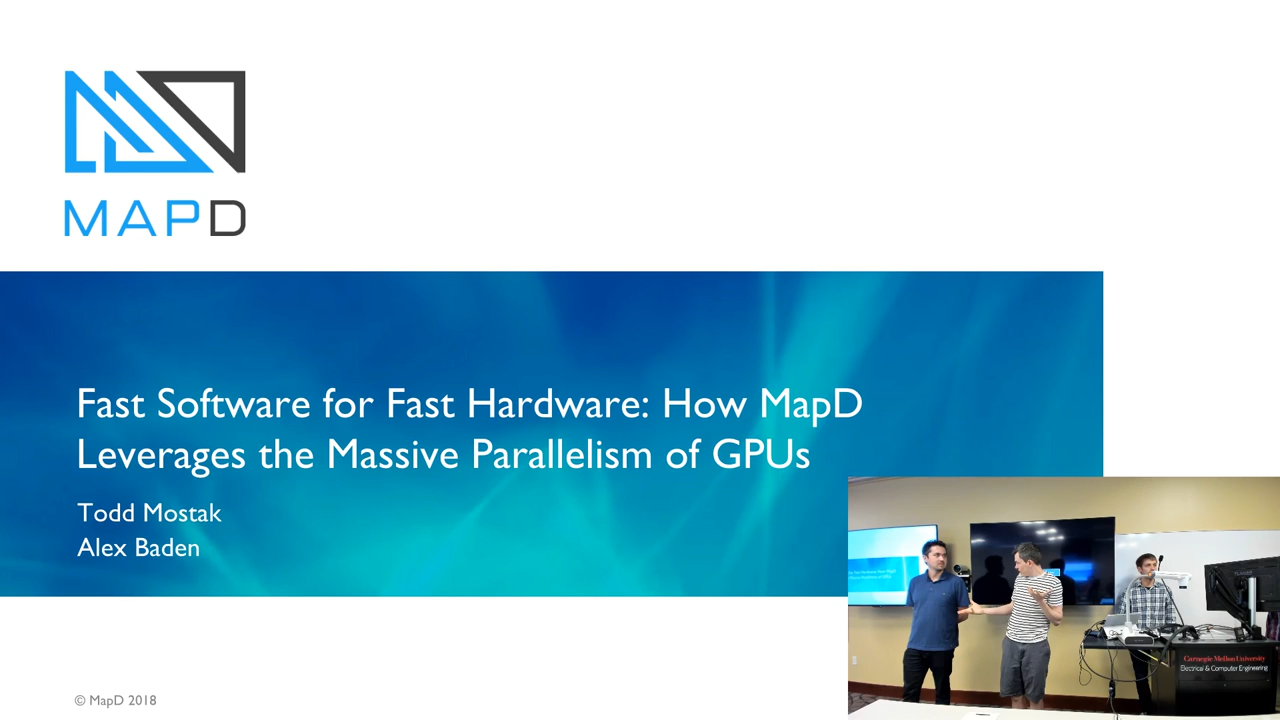 MAPD
Fast Software for Fast Hardware: How MapD
Leverages the Massive Parallelism of GPUs
Todd Mostak
Alex Baden
Carnegie Mellon University
Electrical & Computer Engineering
© MapD 2018